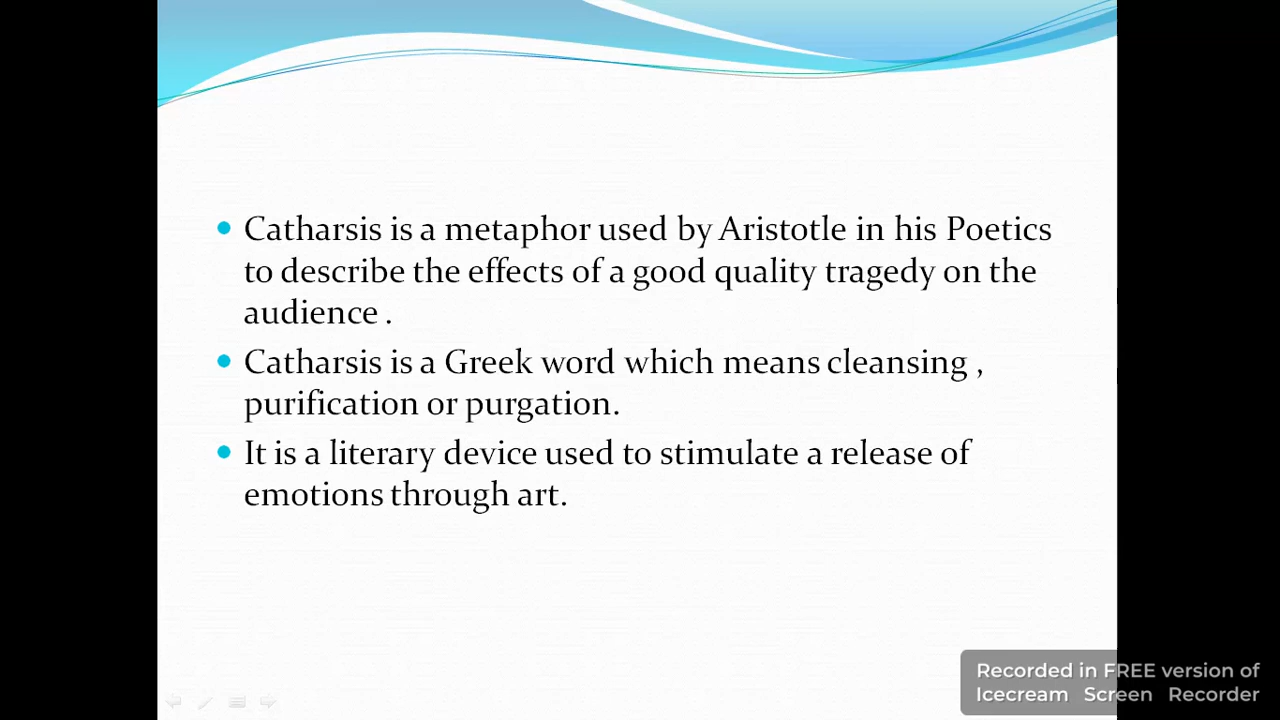 Catharsis is a metaphor used by Aristotle in his Poetics
to describe the effects of a good quality tragedy on the
audience .
Catharsis is a Greek word which means cleansing ,
purification or purgation.
It is a literary device used to stimulate a release of
emotions through art.
Recorded in FREE version of
Icecream Screen Recorder